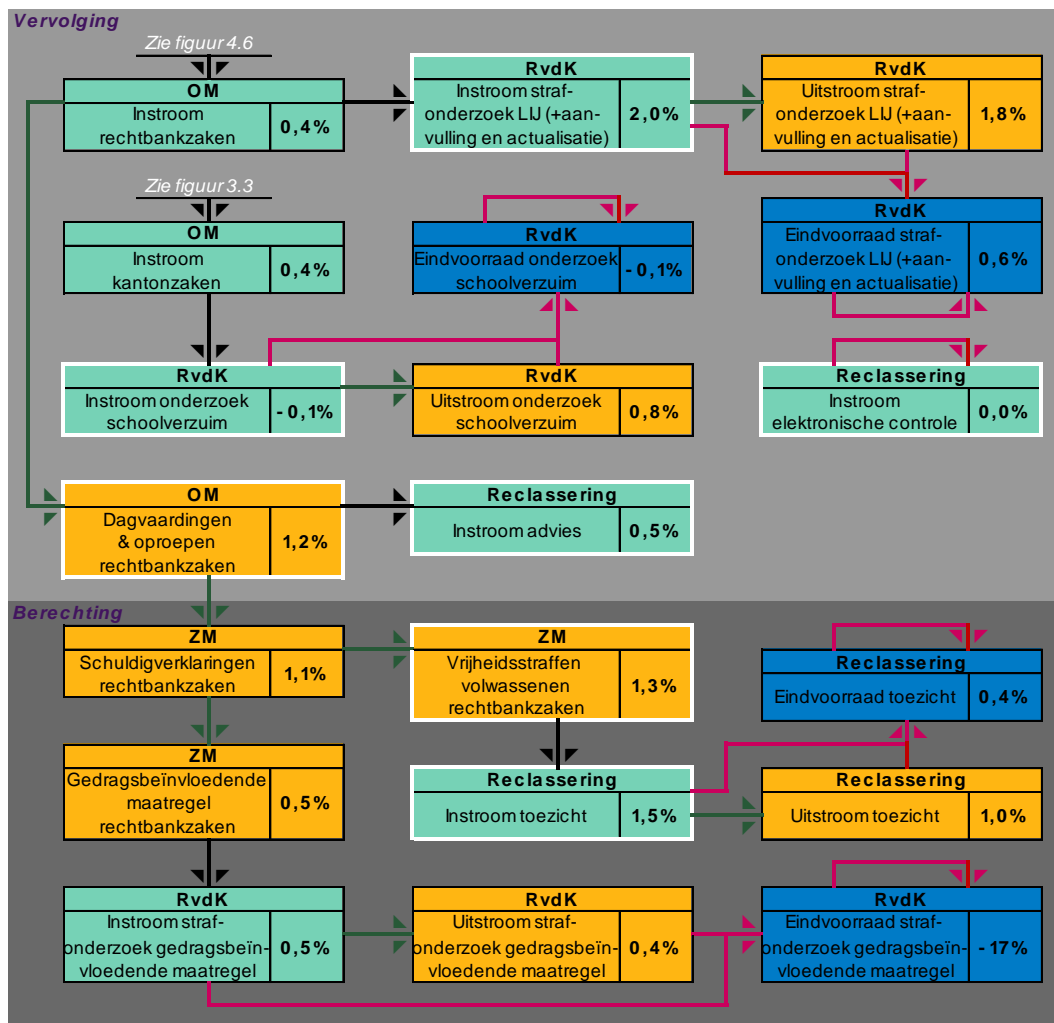 Vervolging
Zie figuur 4.6
OM
Instroom
rechtbankzaken
0,4%
RvdK
Instroom straf-
onderzoek LIJ (+aan-
vulling en actualisatie)
2,0%
RvdK
Uitstroom straf-
onderzoek LIJ (+aan-
vulling en actualisatie)
1,8%
Zie figuur 3.3
OM
Instroom
kantonzaken
0,4%
RvdK
Eindvoorraad onderzoek
schoolverzuim
- 0,1%
RvdK
Eindvoorraad straf-
onderzoek LIJ (+aan-
vulling en actualisatie)
0,6%
RvdK
Instroom onderzoek
schoolverzuim
- 0,1%
RvdK
Uitstroom onderzoek
schoolverzuim
0,8%
Reclassering
Instroom
elektronische controle
0,0%
OM
Dagvaardingen
& oproepen
rechtbankzaken
1,2%
Reclassering
Instroom advies
0,5%
Berechting
ZM
Schuldigverklaringen
rechtbankzaken
1,1%
ZM
Vrijheidsstraffen
volwassenen
rechtbankzaken
1,3%
Reclassering
Eindvoorraad toezicht
0,4%
ZM
Gedragsbeïnvloedende
maatregel
rechtbankzaken
0,5%
Reclassering
Instroom toezicht
1,5%
Reclassering
Uitstroom toezicht
1,0%
RvdK
Instroom straf-
onderzoek gedragsbeïn-
vloedende maatregel
0,5%
RvdK
Uitstroom straf-
onderzoek gedragsbeïn-
vloedende maatregel
0,4%
RvdK
Eindvoorraad straf-
onderzoek gedragsbeïn-
vloedende maatregel
- 17%